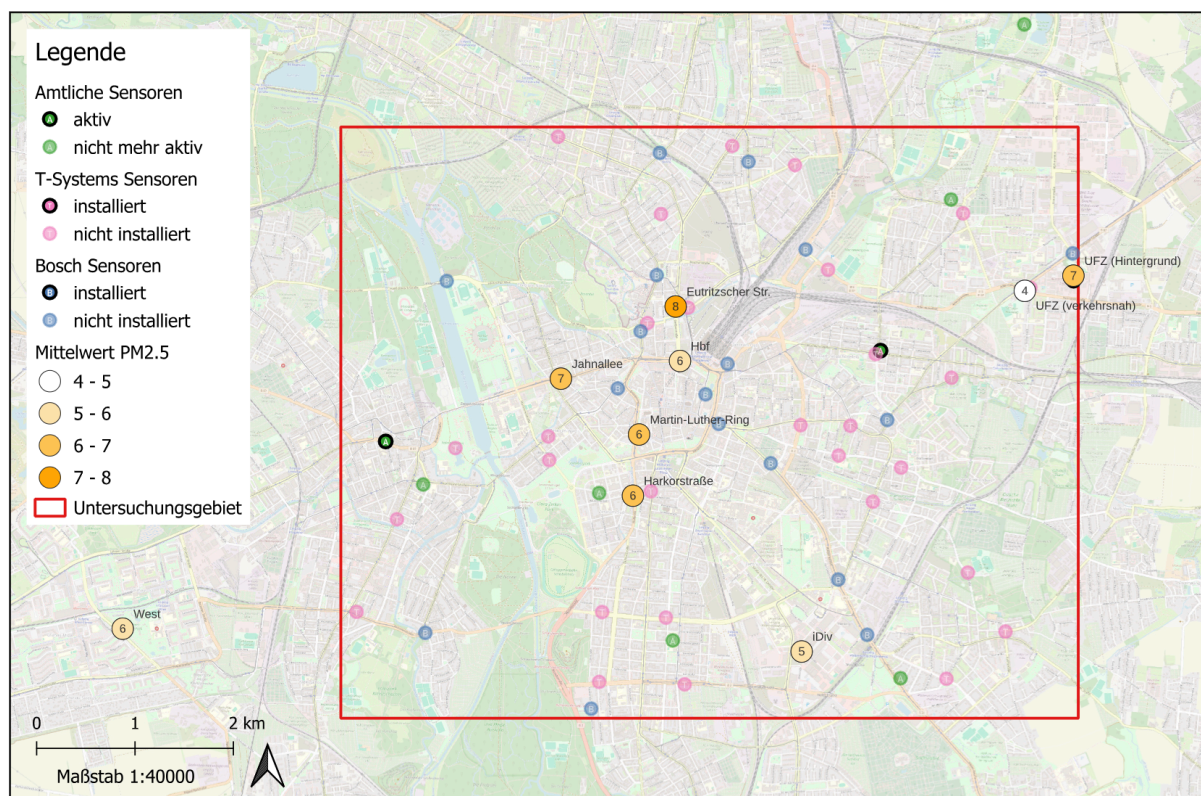 Legende
Amtliche Sensoren
A aktiv
A nicht mehr aktiv
T-Systems Sensoren
T installiert
T nicht installiert
Bosch Sensoren
B installiert
B nicht installiert
Mittelwert PM2.5
4 - 5
5 - 6
6 - 7
7 - 8
Untersuchungsgebiet
UFZ (Hintergrund)
7
4
UFZ (verkehrsnah)
Eutritzscher Str.
8
Hbf
6
Jahnallee
7
Martin-Luther-Ring
6
Harkorstraße
6
West
6
iDiv
5
0 1 2 km
Maßstab 1:40000